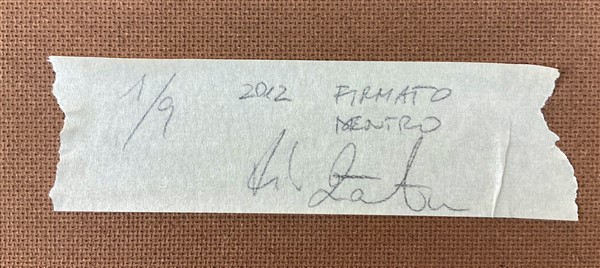 1/9 2012 FIRMATO
DENTRO